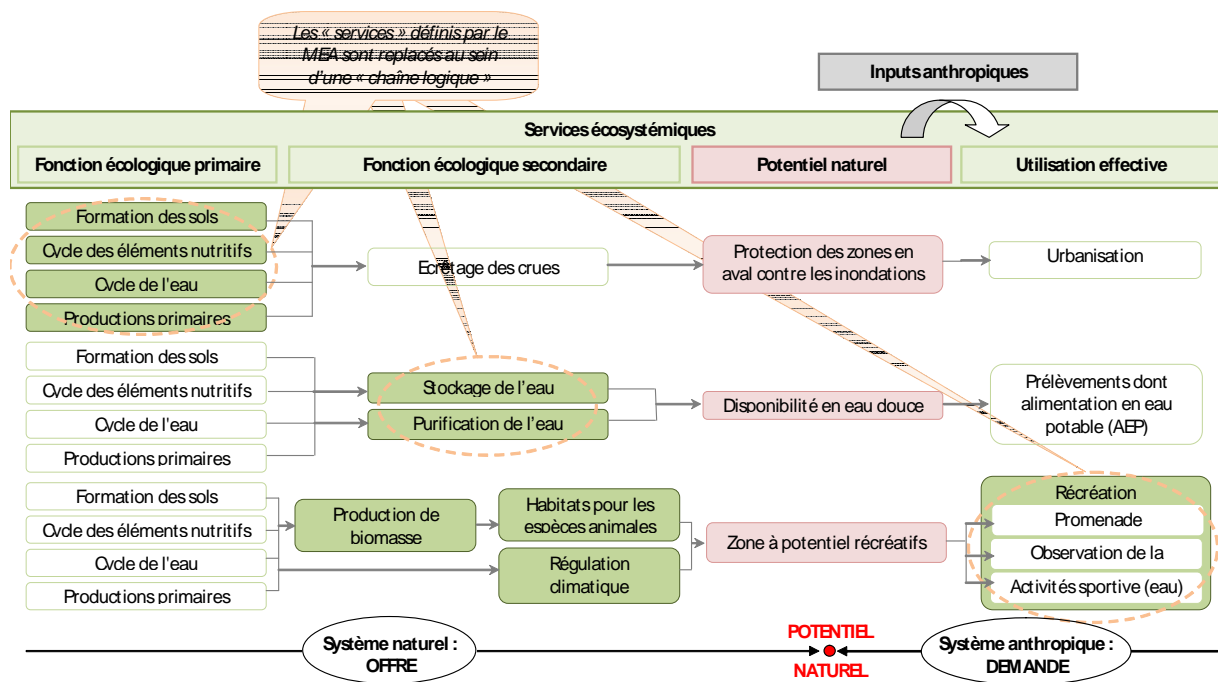 Les « services » définis par le
MEA sont replacés au sein
d'une « chaîne logique »
Inputs anthropiques
Services écosystémiques
Fonction écologique primaire
Fonction écologique secondaire
Potentiel naturel
Utilisation effective
Formation des sols
Cycle des éléments nutritifs
Cycle de l'eau
Productions primaires
Ecrêtage des crues
Protection des zones en
aval contre les inondations
Urbanisation
Formation des sols
Cycle des éléments nutritifs
Cycle de l'eau
Productions primaires
Stockage de l'eau
Purification de l'eau
Disponibilité en eau douce
Prélèvements dont
alimentation en eau
potable (AEP)
Formation des sols
Cycle des éléments nutritifs
Cycle de l'eau
Productions primaires
Production de
biomasse
Habitats pour les
espèces animales
Régulation
climatique
Zone à potentiel récréatifs
Récréation
Promenade
Observation de la
Activités sportive (eau)
Système naturel :
OFFRE
POTENTIEL
NATUREL
Système anthropique :
DEMANDE